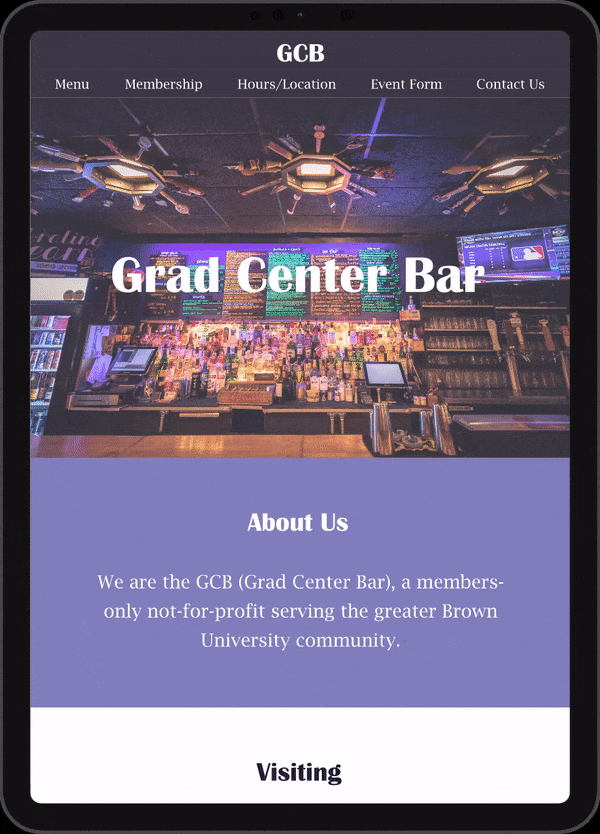 GCB
Menu Membership Hours/Location Event Form Contact Us
Grad Center Bar
About Us
We are the GCB (Grad Center Bar), a members-
only not-for-profit serving the greater Brown
University community.
Visiting